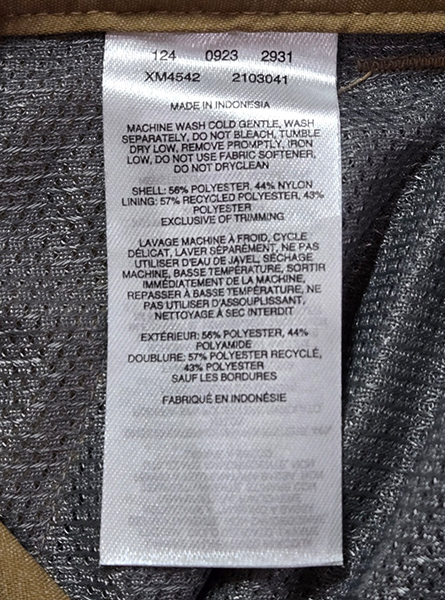 124 0923 2931
XM4542 2103041
MADE IN INDONESIA
MACHINE WASH COLD GENTLE, WASH
SEPARATELY, DO NOT BLEACH, TUMBLE
DRY LOW, REMOVE PROMPTLY, IRON
LOW, DO NOT USE FABRIC SOFTENER,
DO NOT DRYCLEAN
SHELL: 56% POLYESTER, 44% NYLON
LINING: 57% RECYCLED POLYESTER, 43%
POLYESTER
EXCLUSIVE OF TRIMMING
LAVAGE MACHINE À FROID, CYCLE
DÉLICAT, LAVER SÉPARÉMENT, NE PAS
UTILISER D'EAU DE JAVEL, SÉCHAGE
MACHINE, BASSE TEMPÉRATURE, SORTIR
IMMÉDIATEMENT DE LA MACHINE,
REPASSER À BASSE TEMPÉRATURE, NE
PAS UTILISER D'ASSOUPLISSANT,
NETTOYAGE À SEC INTERDIT
EXTÉRIEUR: 56% POLYESTER, 44%
POLYAMIDE
DOUBLURE: 57% POLYESTER RECYCLÉ,
43% POLYESTER
SAUF LES BORDURES
FABRIQUÉ EN INDONÉSIE